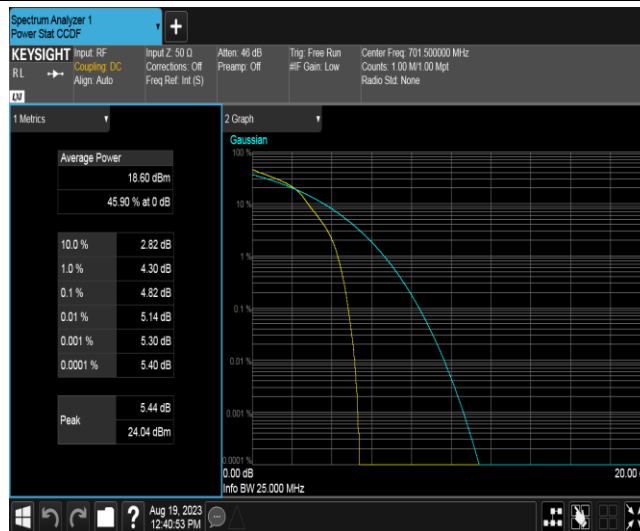 Spectrum Analyzer 1
Power Stat CCDF
KEYSIGHT
RL
LXI
Input: RF
Coupling: DC
Align: Auto
Input Z: 50 Ω
Corrections: Off
Freq Ref: Int (S)
Atten: 46 dB
Preamp: Off
Trig: Free Run
#IF Gain: Low
Center Freq: 701.500000 MHz
Counts: 1.00 M/1.00 Mpt
Radio Std: None
1 Metrics
Average Power
18.60 dBm
45.90 % at 0 dB
10.0 % 2.82 dB
1.0 % 4.30 dB
0.1 % 4.82 dB
0.01 % 5.14 dB
0.001 % 5.30 dB
0.0001 % 5.40 dB
Peak
5.44 dB
24.04 dBm
2 Graph
Gaussian
100 %
10 %
1 %
0.1 %
0.01 %
0.001 %
0.0001 %
0.00 dB
20.00
Info BW 25.000 MHz
Aug 19, 2023
12:40:53 PM